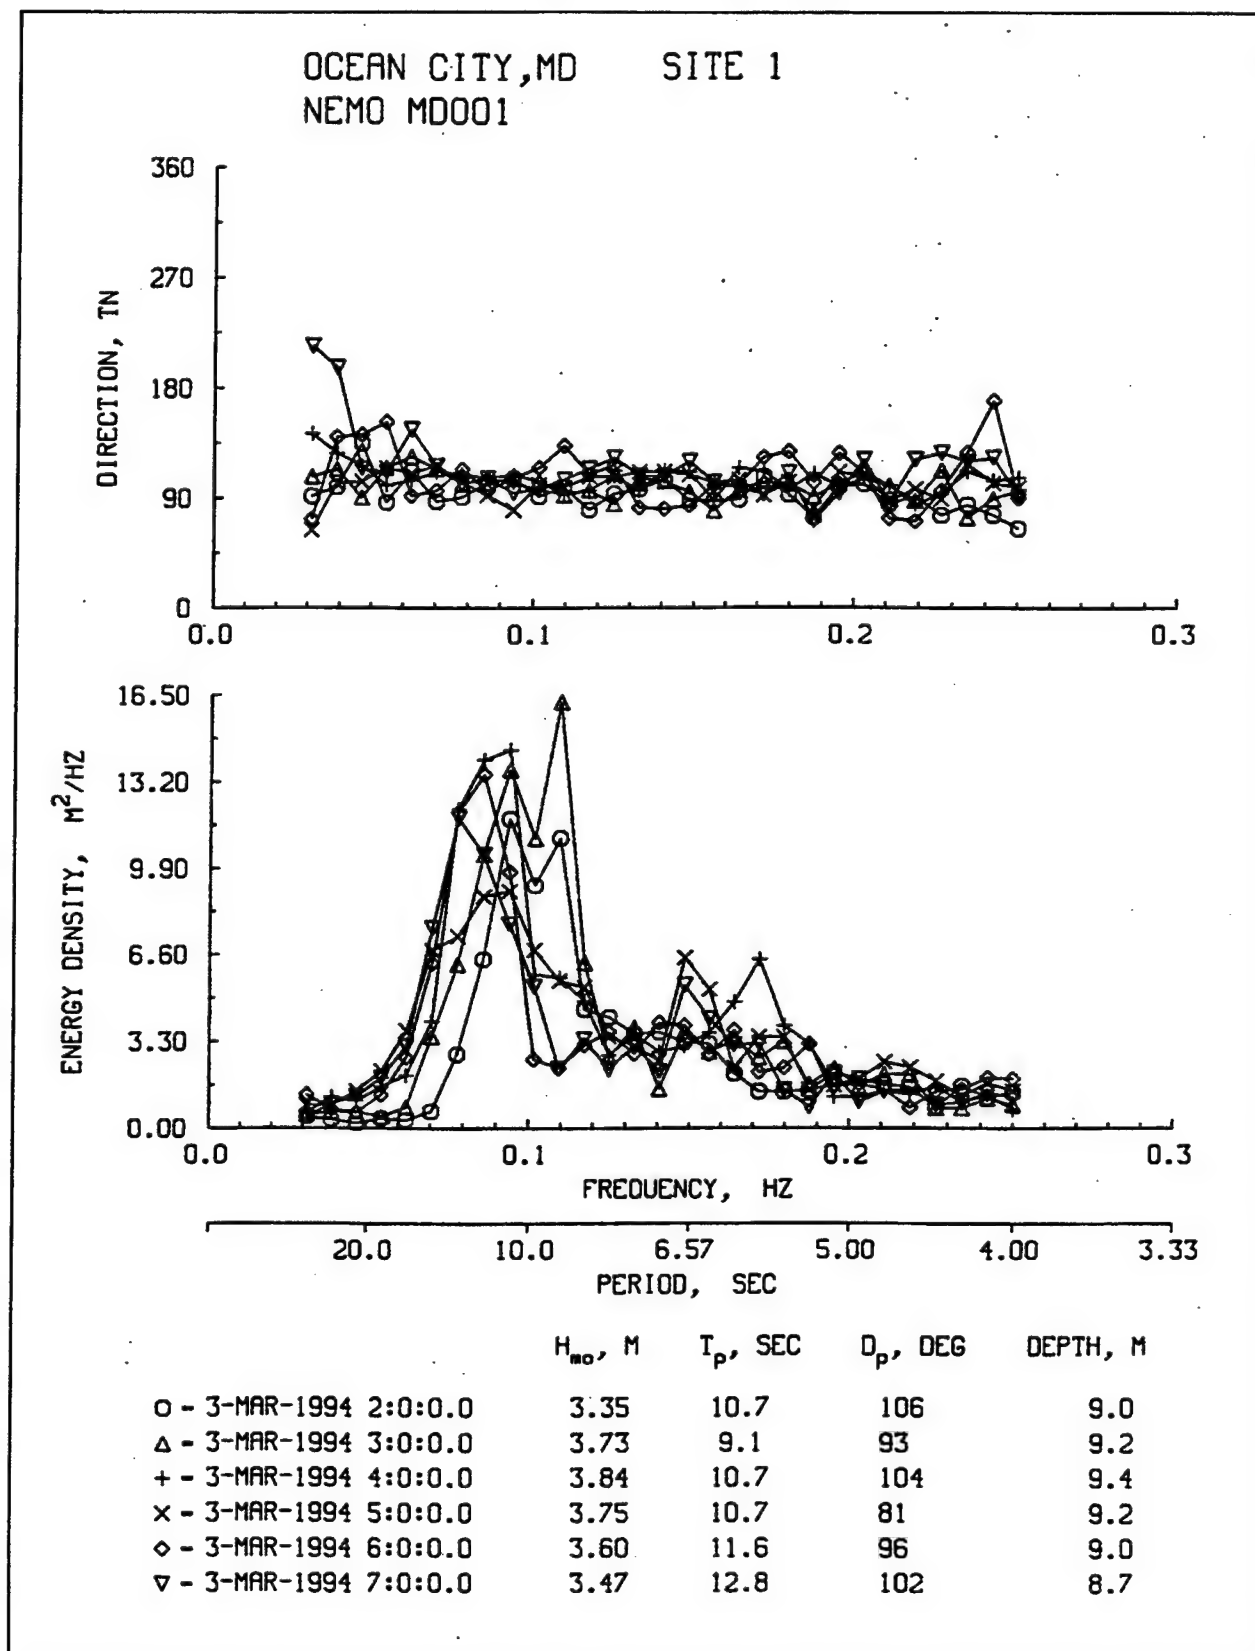 OCEAN CITY,MD SITE 1
NEMO MD001
360
270
180
90
0
DIRECTION, TN
0.0 0.1 0.2 0.3
16.50
13.20
9.90
6.60
3.30
0.00
ENERGY DENSITY, M²/HZ
0.0 0.1 0.2 0.3
FREQUENCY, HZ
20.0 10.0 6.57 5.00 4.00 3.33
PERIOD, SEC
Hmo, M Tp, SEC Dp, DEG DEPTH, M
○ - 3-MAR-1994 2:0:0.0 3.35 10.7 106 9.0
△ - 3-MAR-1994 3:0:0.0 3.73 9.1 93 9.2
+ - 3-MAR-1994 4:0:0.0 3.84 10.7 104 9.4
× - 3-MAR-1994 5:0:0.0 3.75 10.7 81 9.2
◇ - 3-MAR-1994 6:0:0.0 3.60 11.6 96 9.0
▽ - 3-MAR-1994 7:0:0.0 3.47 12.8 102 8.7